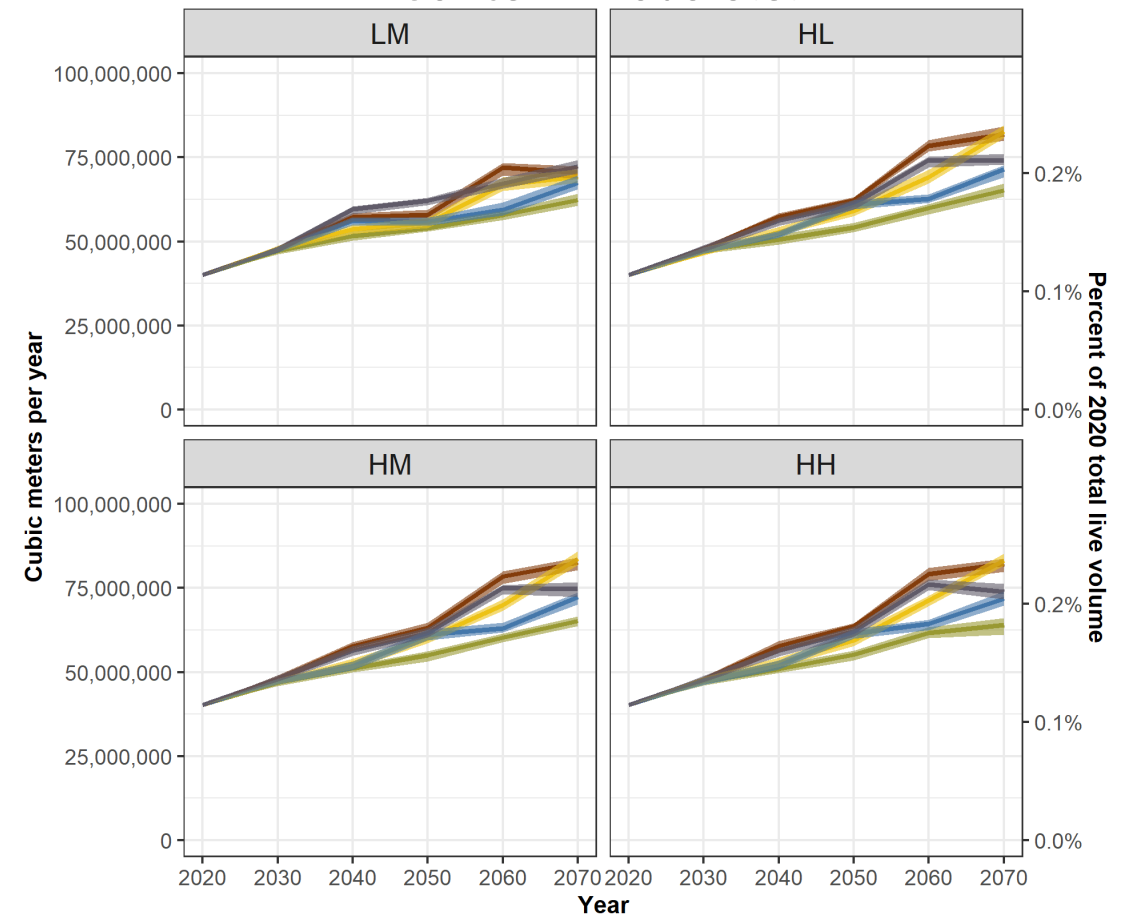 LM
HL
100,000,000
75,000,000
50,000,000
25,000,000
0
0.2%
0.1%
0.0%
HM
HH
100,000,000
75,000,000
50,000,000
25,000,000
0
0.2%
0.1%
0.0%
2020 2030 2040 2050 2060 2070 2020 2030 2040 2050 2060 2070
Year
Cubic meters per year
Percent of 2020 total live volume